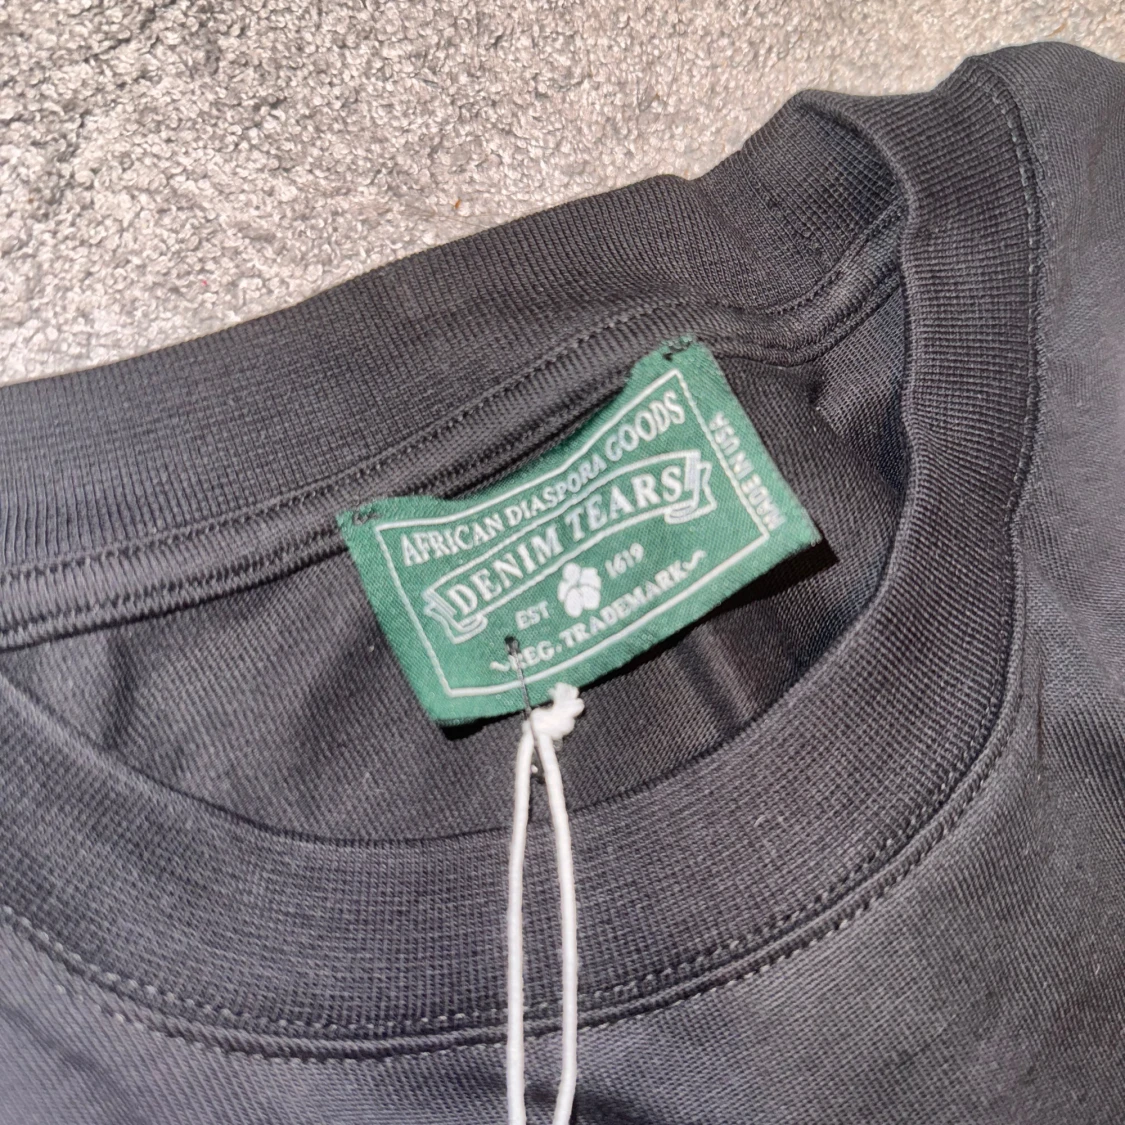 AFRICAN DIASPORA GOODS
DENIM TEARS
EST 1619
REG. TRADEMARK
MADE IN USA